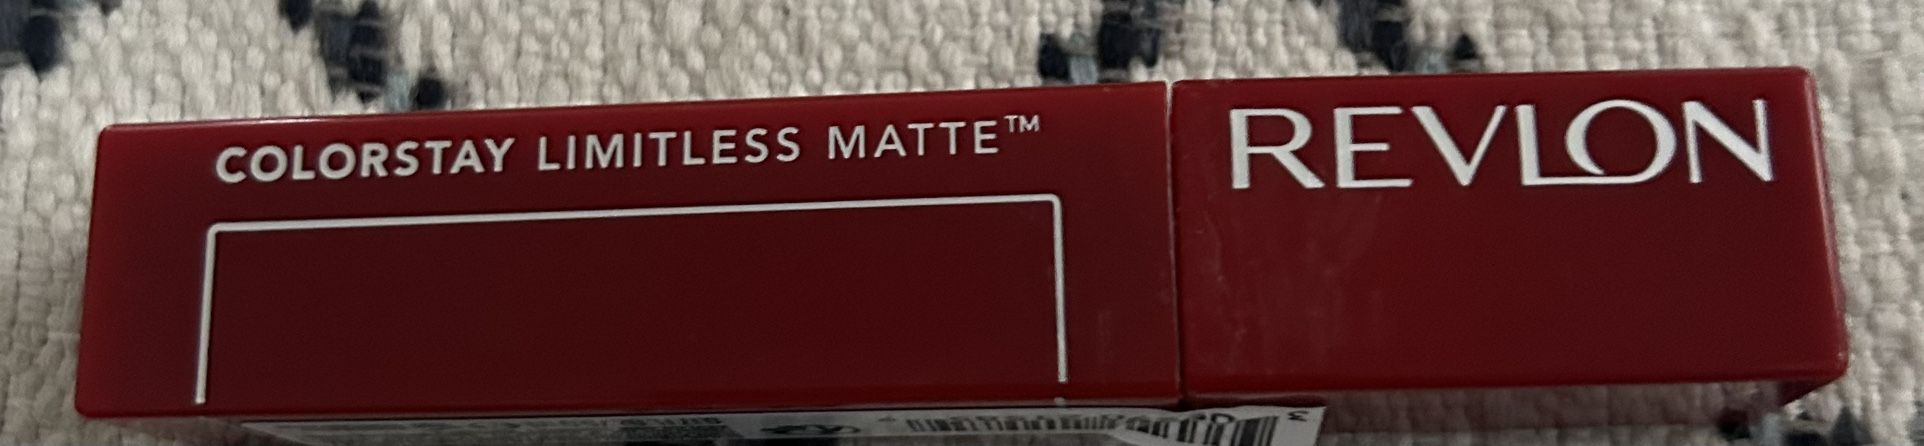 COLORSTAY LIMITLESS MATTE™
REVLON